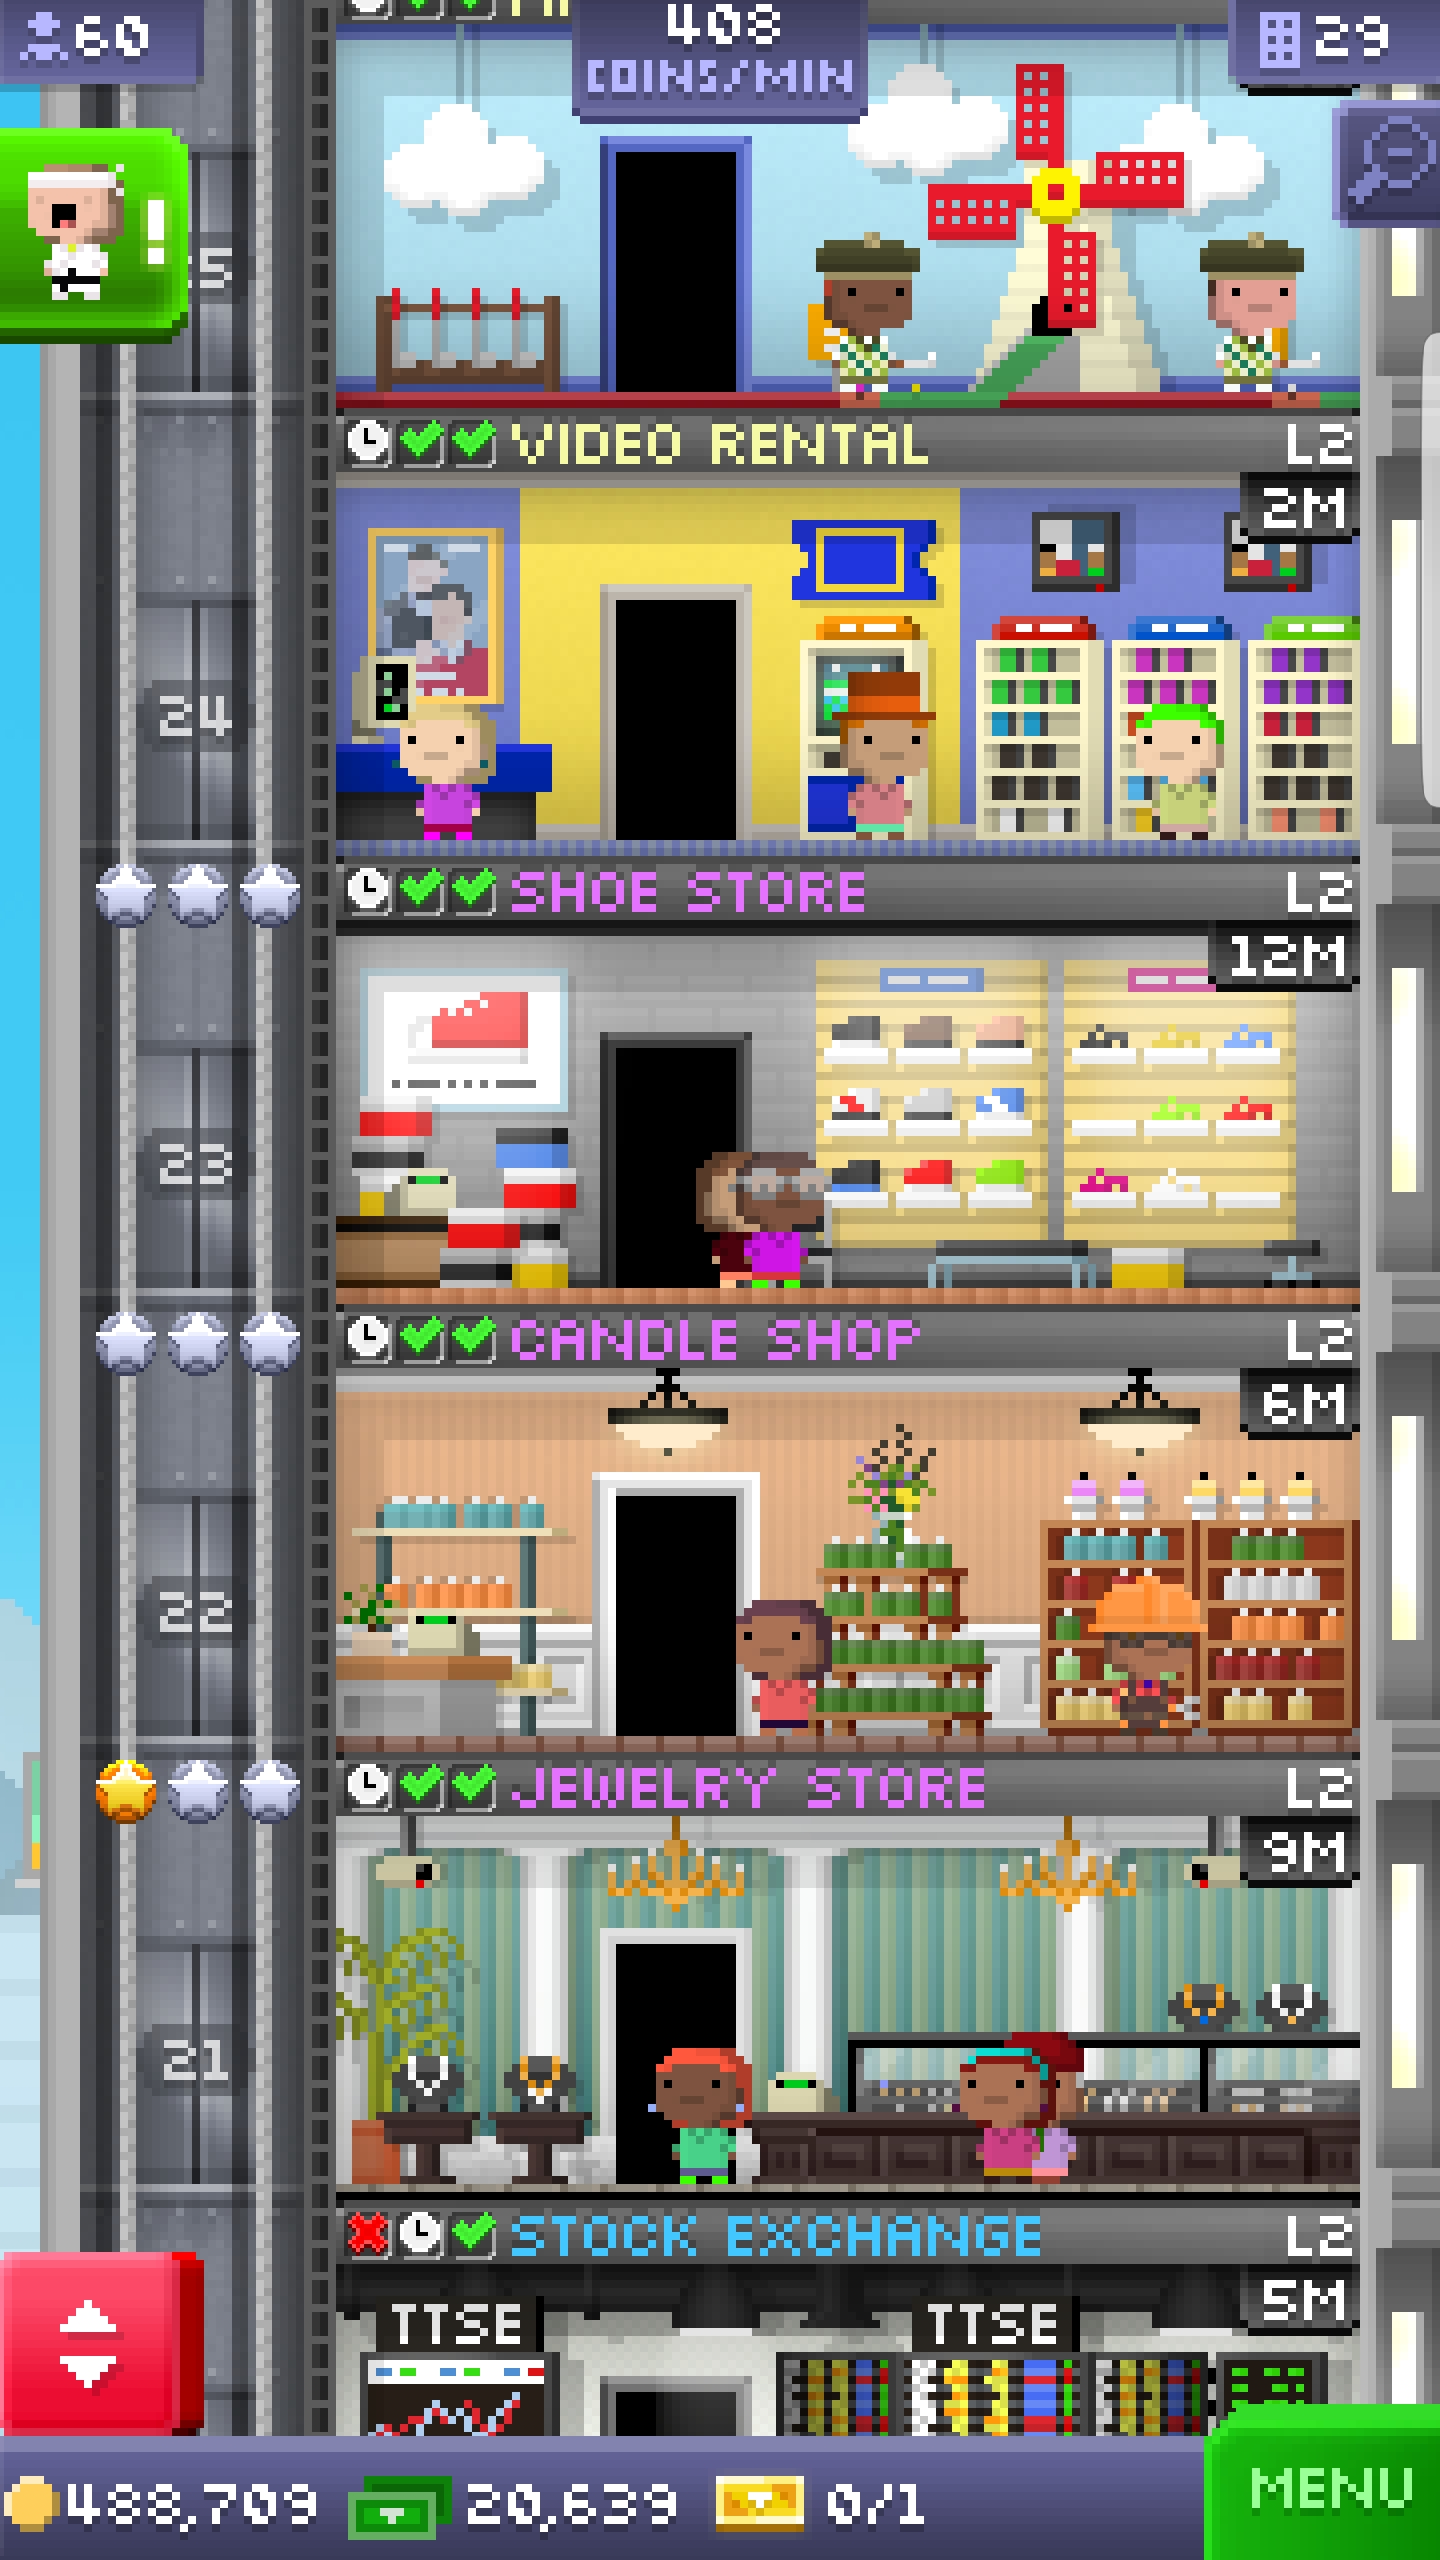 60
408
COINS/MIN
29
VIDEO RENTAL
L2
2M
24
SHOE STORE
L2
12M
23
CANDLE SHOP
L2
6M
22
JEWELRY STORE
L2
9M
21
STOCK EXCHANGE
L2
5M
TTSE
TTSE
488,709
20,639
0/1
MENU